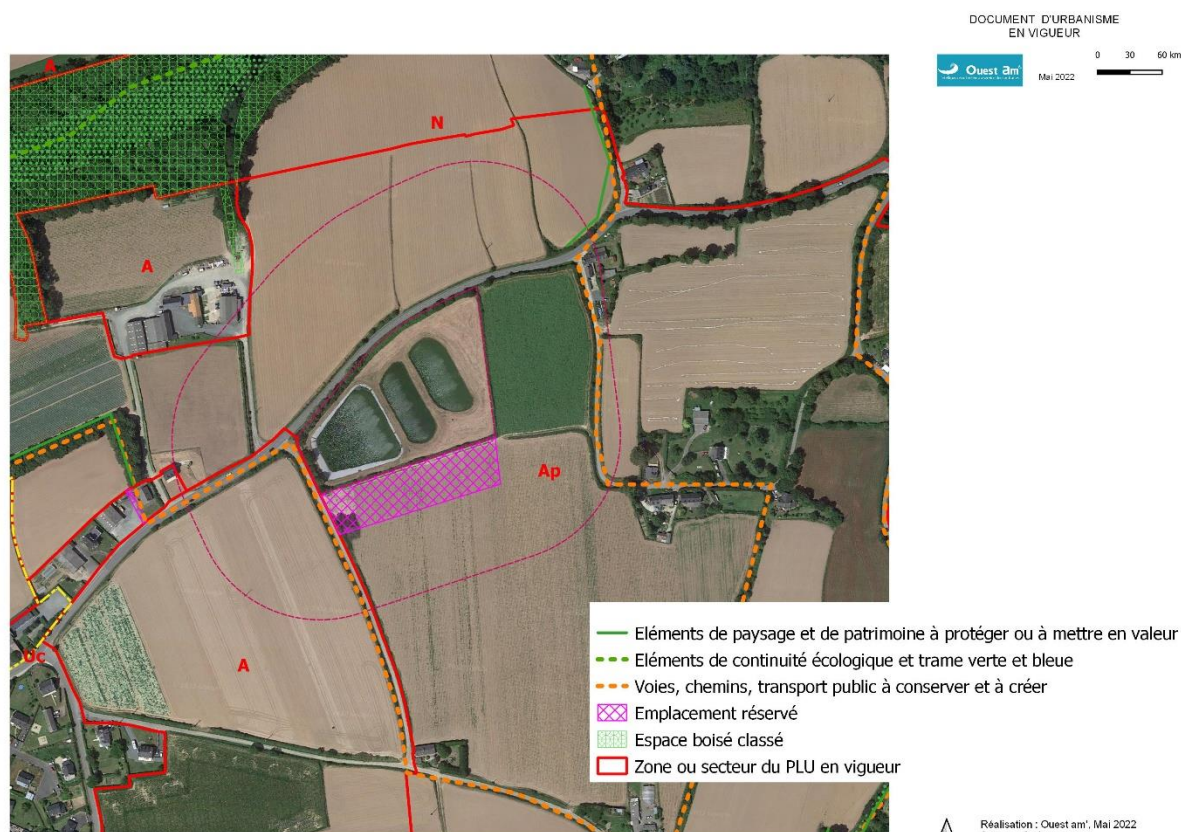 DOCUMENT D'URBANISME
EN VIGUEUR
Ouest am'
Mai 2022
0 30 60 km
A
N
A
Ap
A
Uc
Eléments de paysage et de patrimoine à protéger ou à mettre en valeur
Eléments de continuité écologique et trame verte et bleue
Voies, chemins, transport public à conserver et à créer
Emplacement réservé
Espace boisé classé
Zone ou secteur du PLU en vigueur
Réalisation : Ouest am', Mai 2022